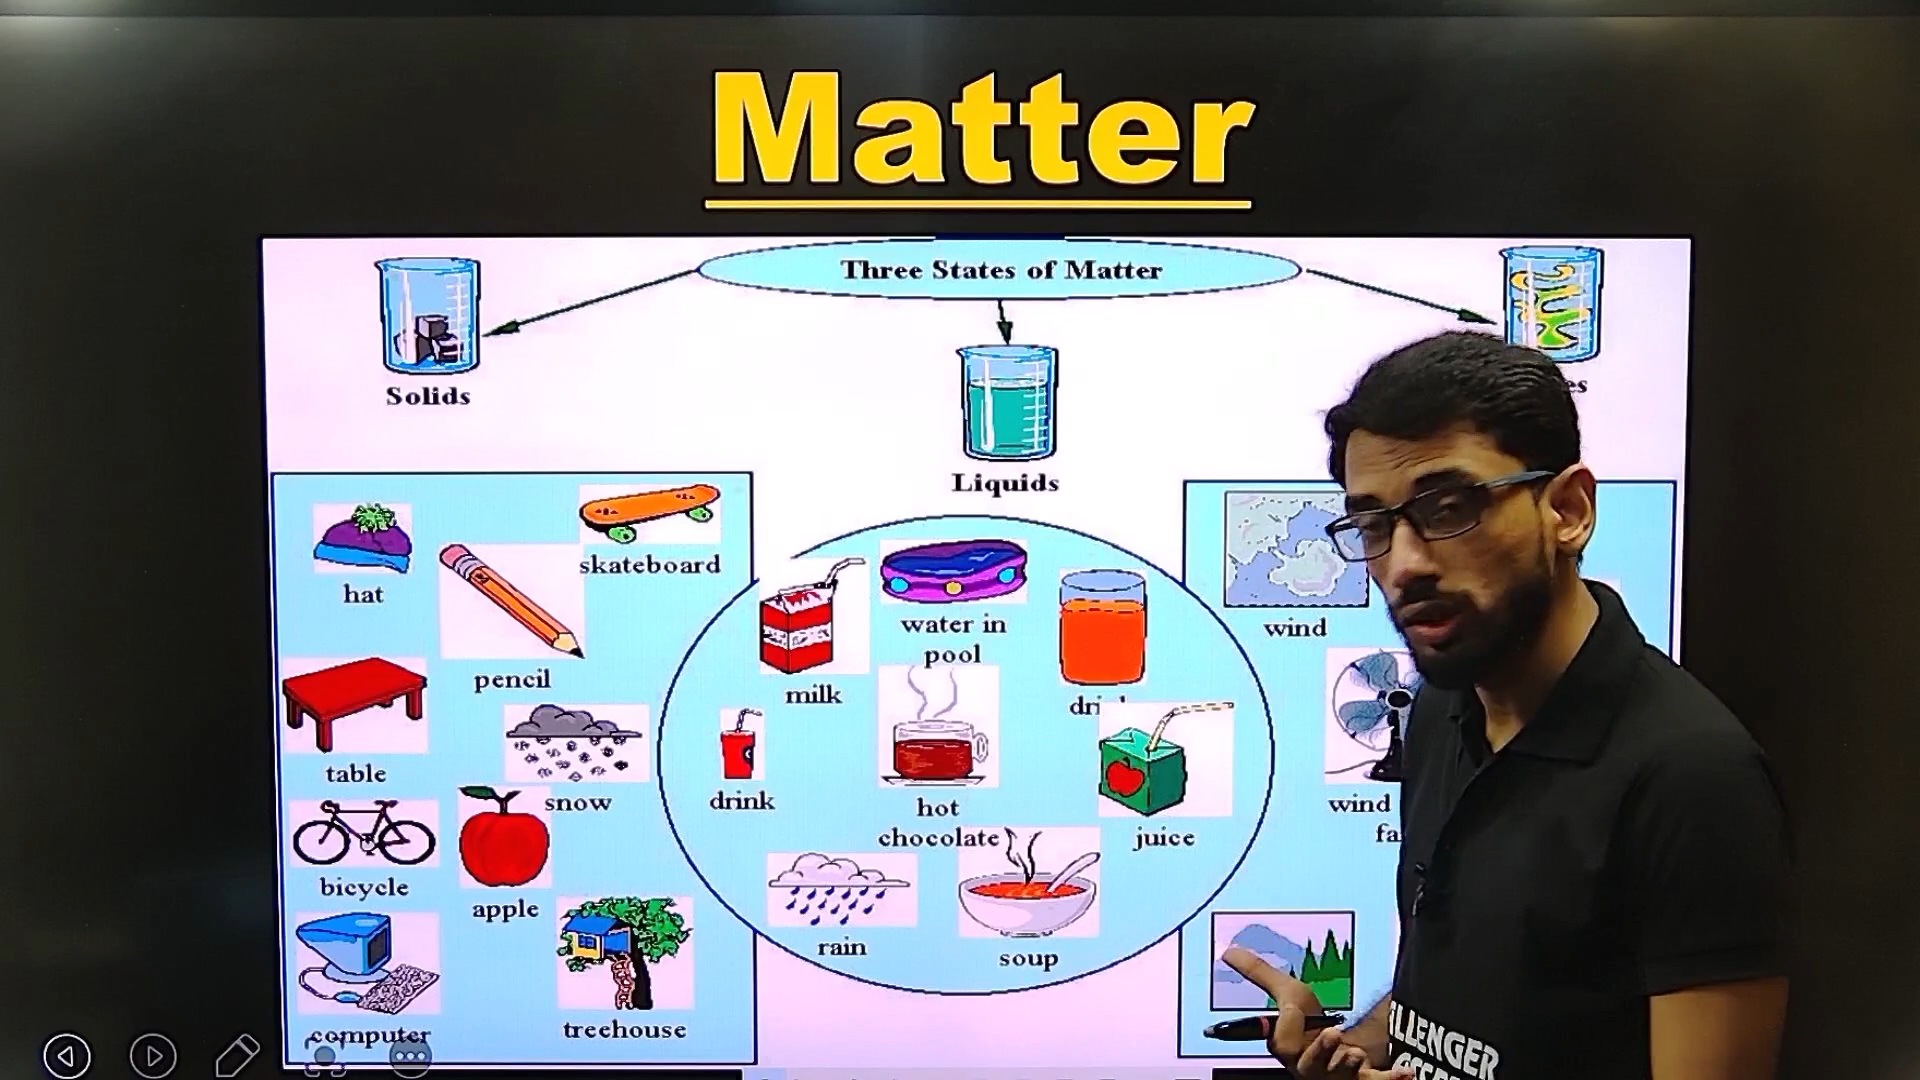 Matter
Three States of Matter
Solids
Liquids
hat
skateboard
pencil
table
snow
bicycle
apple
computer
treehouse
milk
water in
pool
drink
hot
chocolate
juice
rain
soup
wind
wind